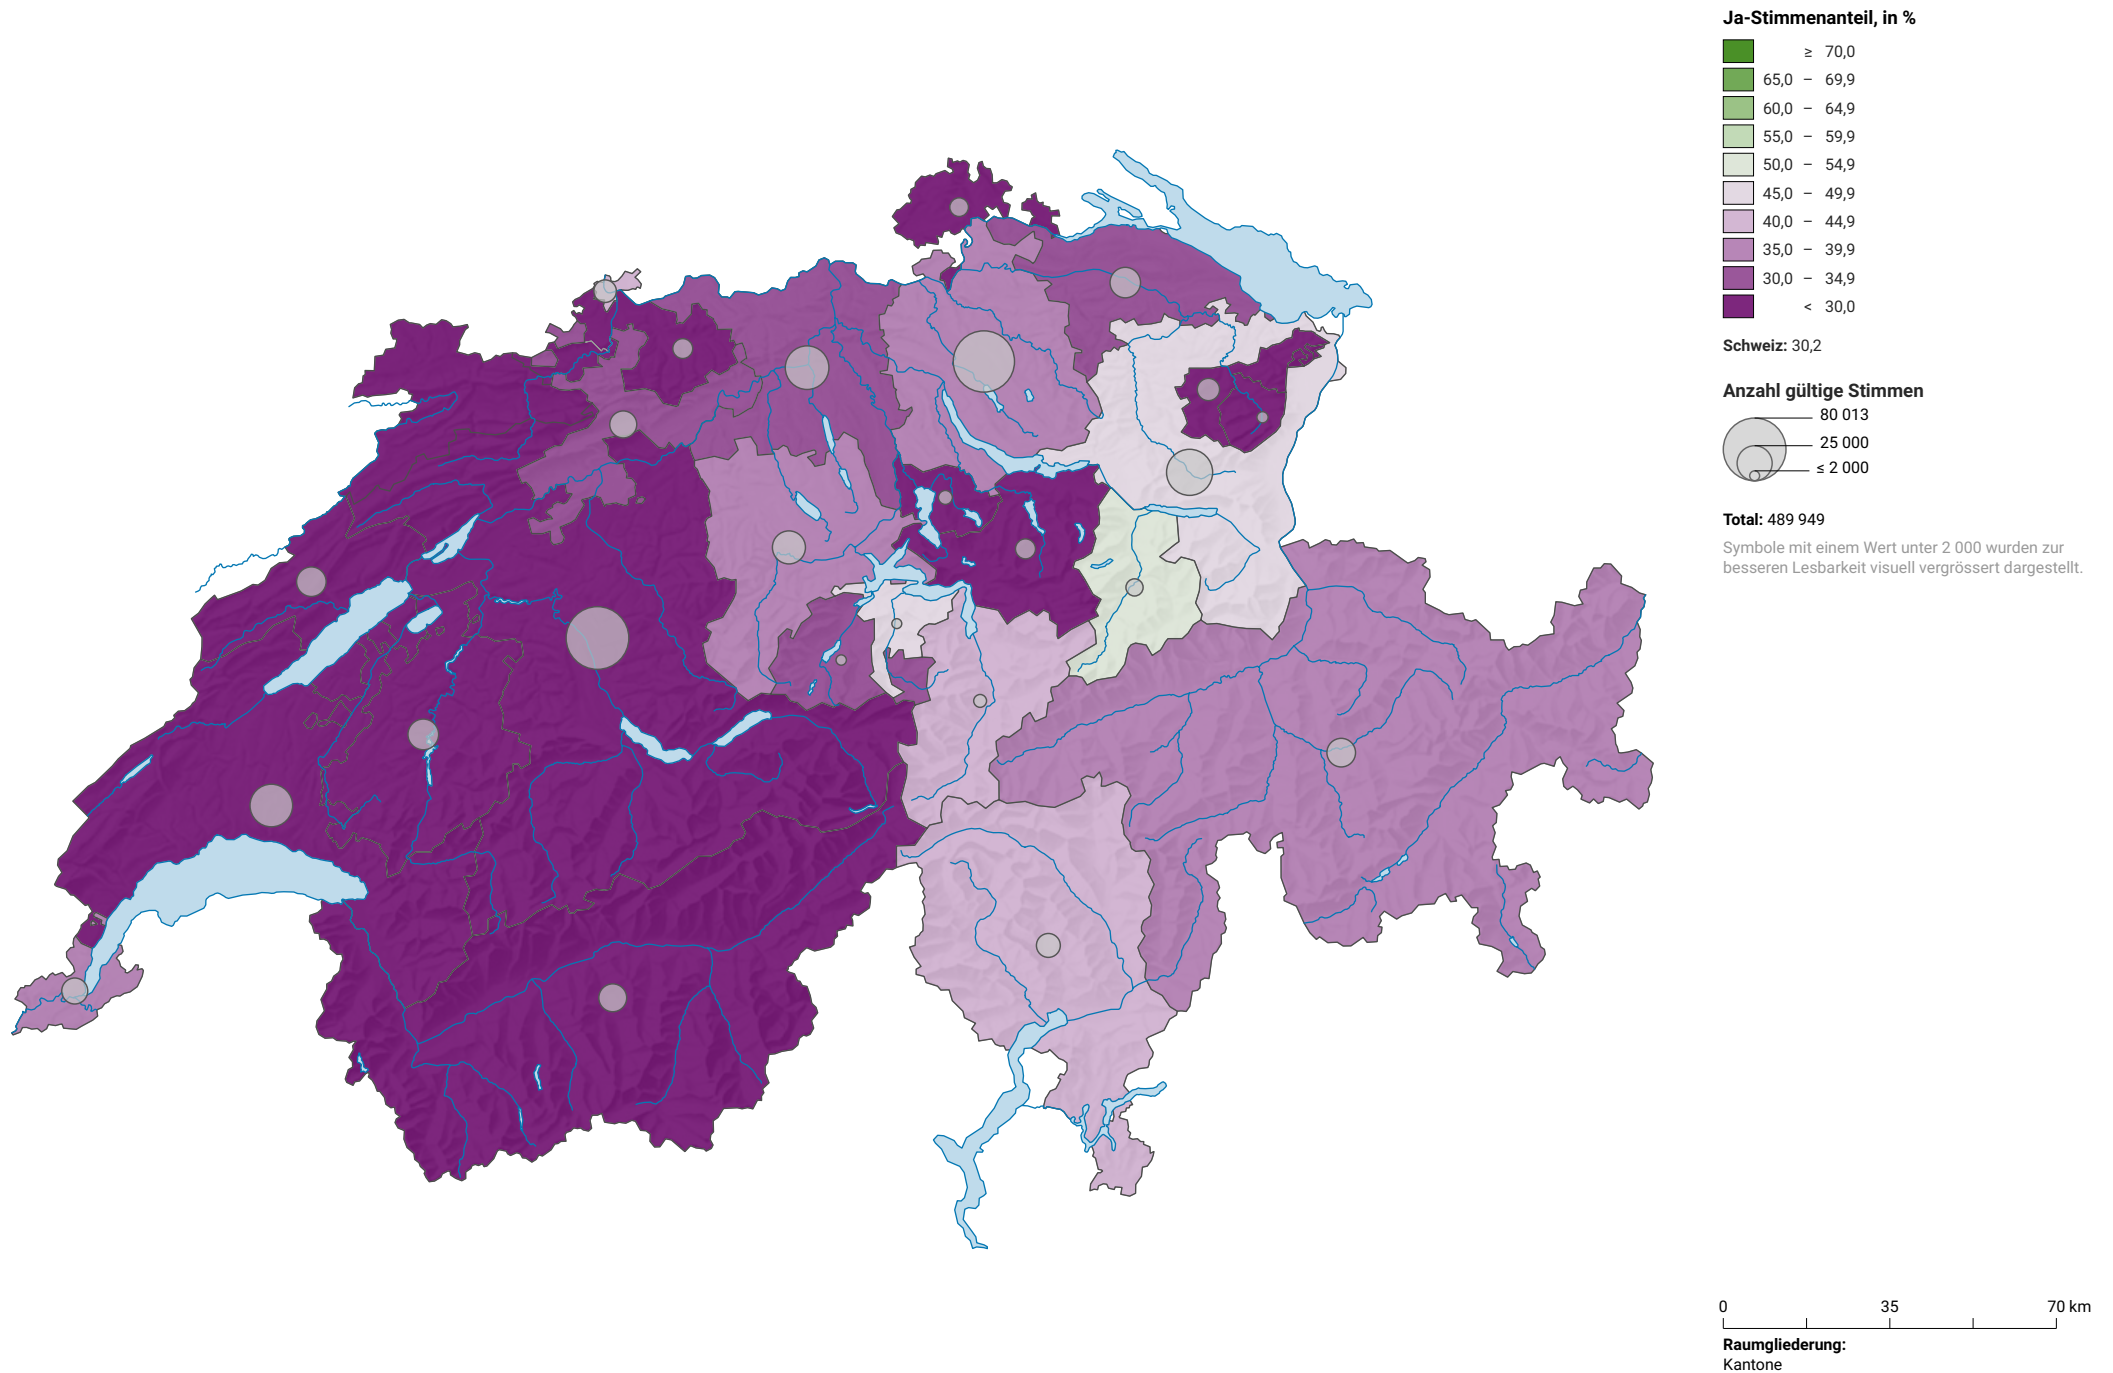 Ja-Stimmenanteil, in %
≥ 70,0
65,0 – 69,9
60,0 – 64,9
55,0 – 59,9
50,0 – 54,9
45,0 – 49,9
40,0 – 44,9
35,0 – 39,9
30,0 – 34,9
< 30,0
Schweiz: 30,2
Anzahl gültige Stimmen
80 013
25 000
≤ 2 000
Total: 489 949
Symbole mit einem Wert unter 2 000 wurden zur
besseren Lesbarkeit visuell vergrössert dargestellt.
0 35 70 km
Raumgliederung:
Kantone